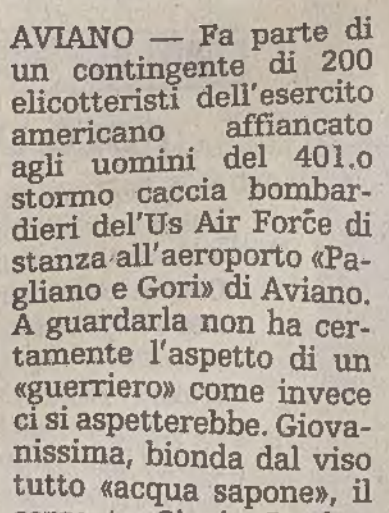 AVIANO — Fa parte di
un contingente di 200
elicotteristi dell'esercito
americano affiancato
agli uomini del 401.o
stormo caccia bombar-
dieri del'Us Air Force di
stanza all'aeroporto «Pa-
gliano e Gori» di Aviano.
A guardarla non ha cer-
tamente l'aspetto di un
«guerriero» come invece
ci si aspetterebbe. Giova-
nissima, bionda dal viso
tutto «acqua sapone», il